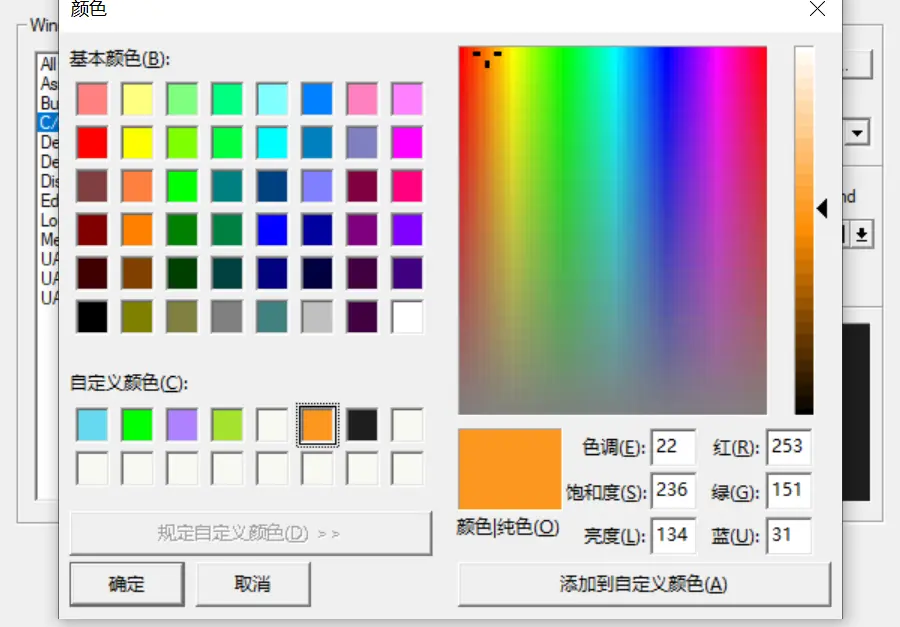 颜色
Win
基本颜色(B):
All
As
Bu
C/
De
De
Dis
Ed
Lo
Me
UA
UA
UA
..
nd
自定义颜色(C):
规定自定义颜色(D) >>
确定
取消
颜色|纯色(O)
色调(E): 22
红(R): 253
饱和度(S): 236
绿(G): 151
亮度(L): 134
蓝(U): 31
添加到自定义颜色(A)